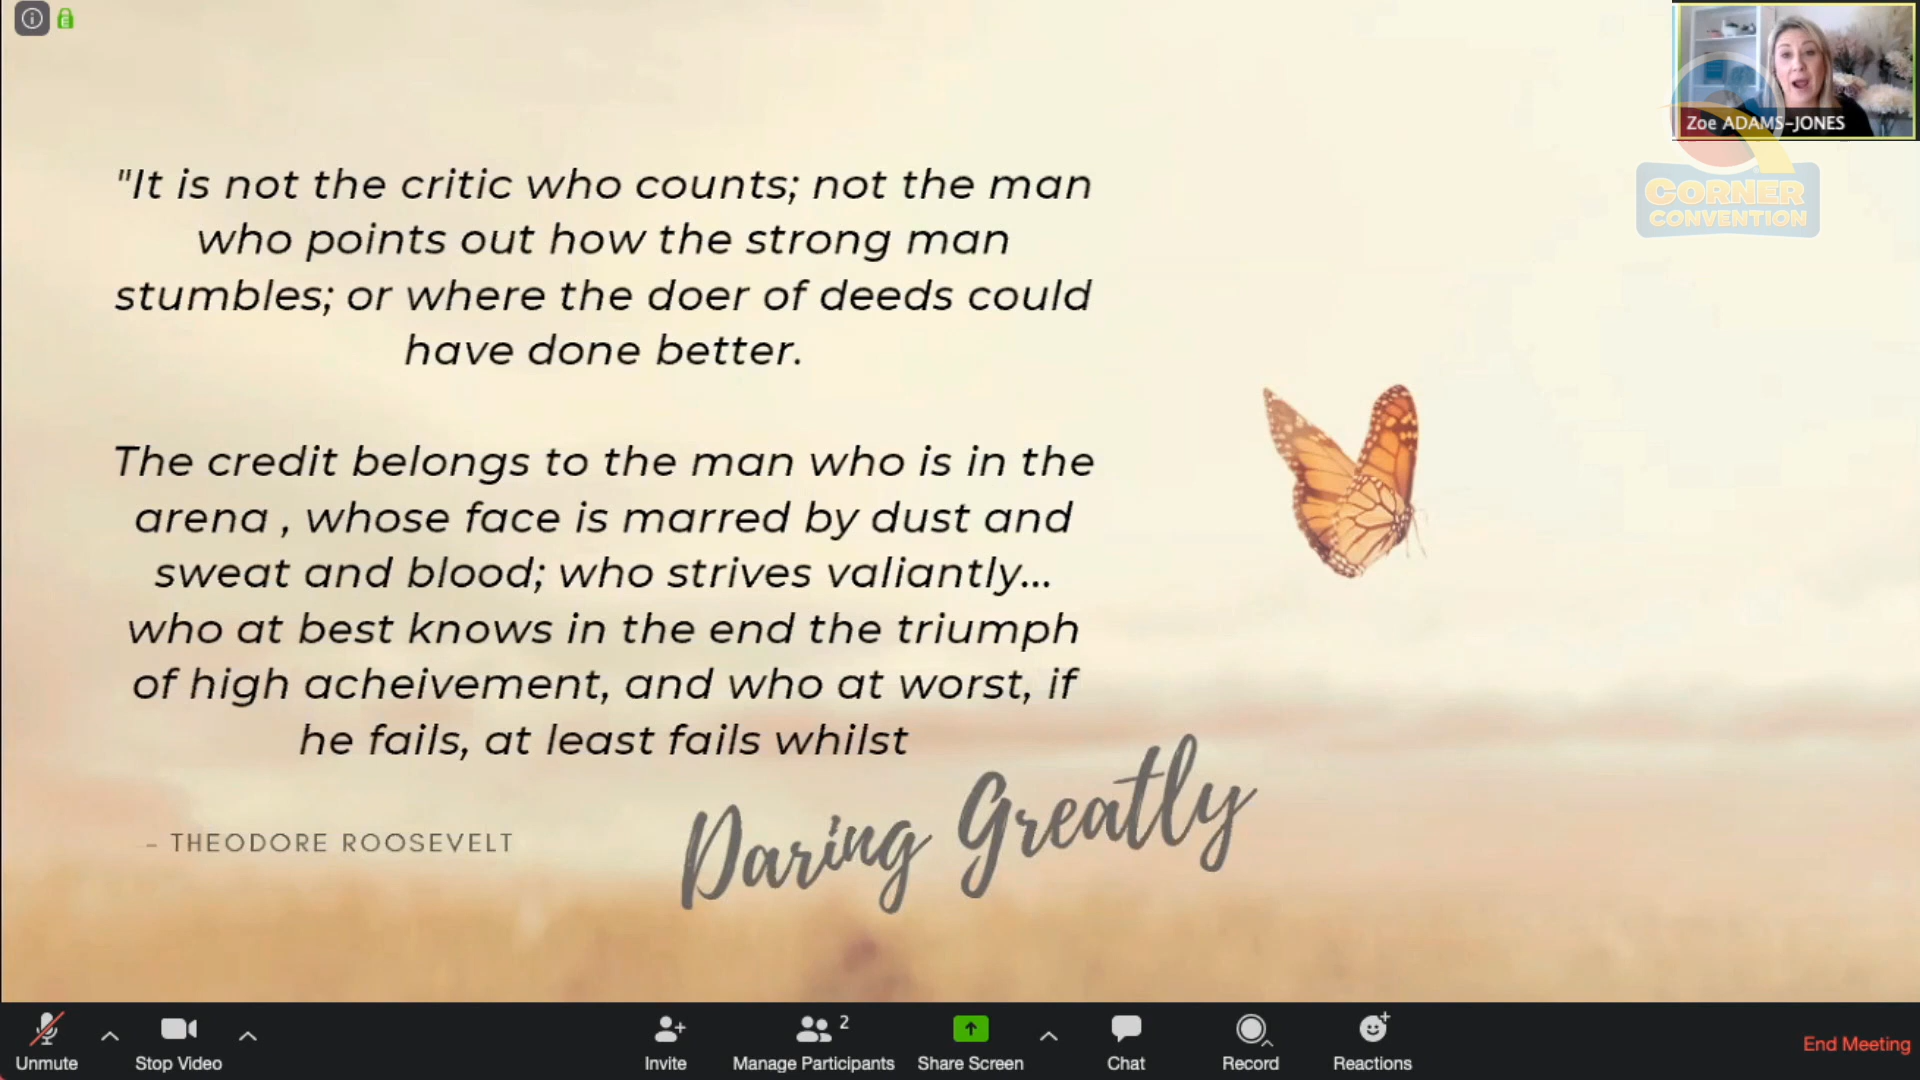 Zoe ADAMS-JONES
CORNER
CONVENTION
"It is not the critic who counts; not the man
who points out how the strong man
stumbles; or where the doer of deeds could
have done better.
The credit belongs to the man who is in the
arena , whose face is marred by dust and
sweat and blood; who strives valiantly...
who at best knows in the end the triumph
of high acheivement, and who at worst, if
he fails, at least fails whilst
Daring Greatly
- THEODORE ROOSEVELT
2
Unmute
Stop Video
Invite
Manage Participants
Share Screen
Chat
Record
Reactions
End Meeting